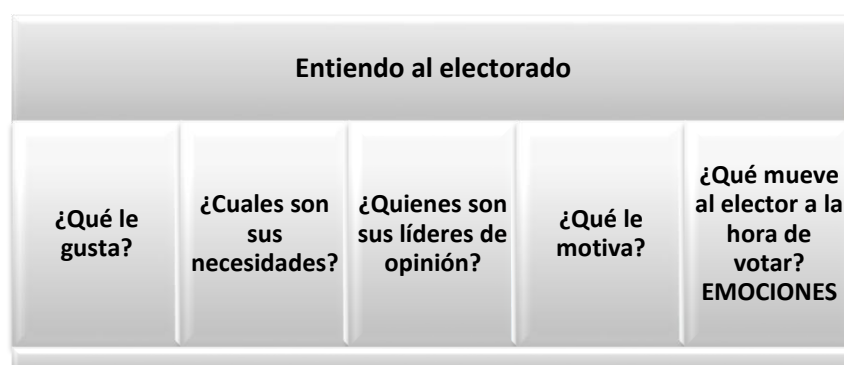 Entiendo al electorado
¿Qué le
gusta?
¿Cuales son
sus
necesidades?
¿Quienes son
sus líderes de
opinión?
¿Qué le
motiva?
¿Qué mueve
al elector a la
hora de
votar?
EMOCIONES